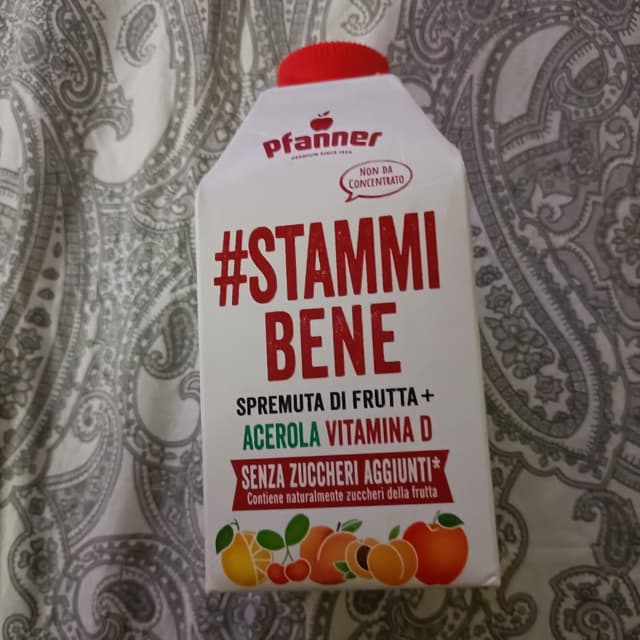 pfanner
PREMIUM SINCE 1856
NON DA
CONCENTRATO
#STAMMI
BENE
SPREMUTA DI FRUTTA+
ACEROLA VITAMINA D
SENZA ZUCCHERI AGGIUNTI*
Contiene naturalmente zuccheri della frutta